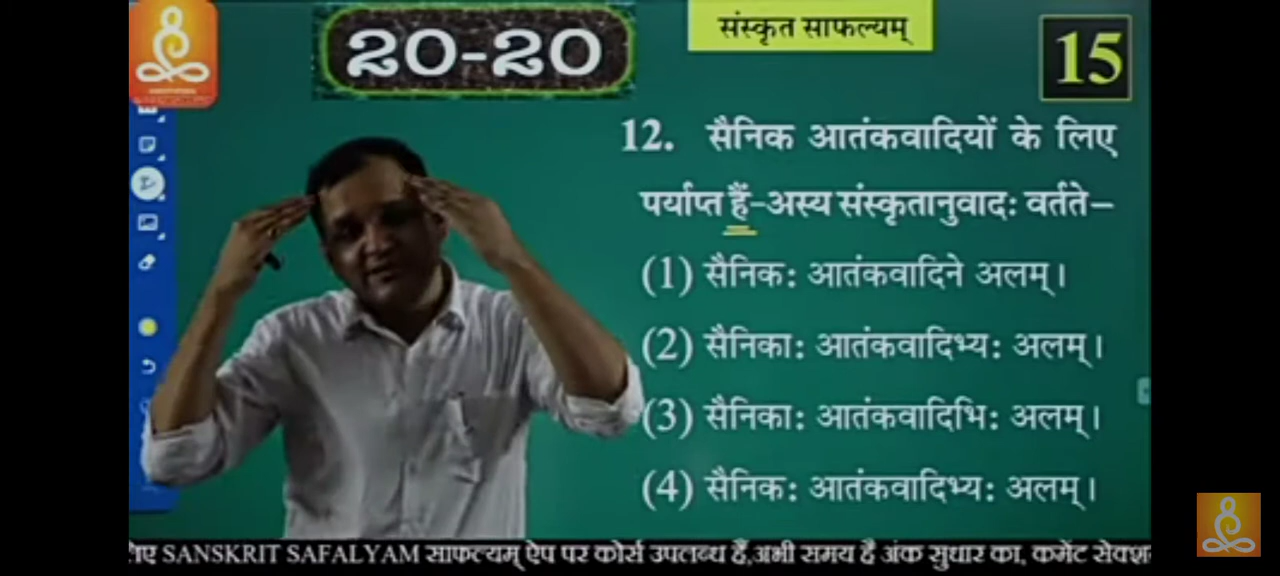 संस्कृत साफल्यम्
20-20
15
12. सैनिक आतंकवादियों के लिए
पर्याप्त हैं-अस्य संस्कृतानुवादः वर्तते–
(1) सैनिकः आतंकवादिने अलम्।
(2) सैनिकाः आतंकवादिभ्यः अलम्।
(3) सैनिकाः आतंकवादिभिः अलम्।
(4) सैनिकः आतंकवादिभ्यः अलम्।
SANSKRIT SAFALYAM साफल्यम् ऐप पर कोर्स उपलब्ध हैं,अभी समय है अंक सुधार का, कमेंट